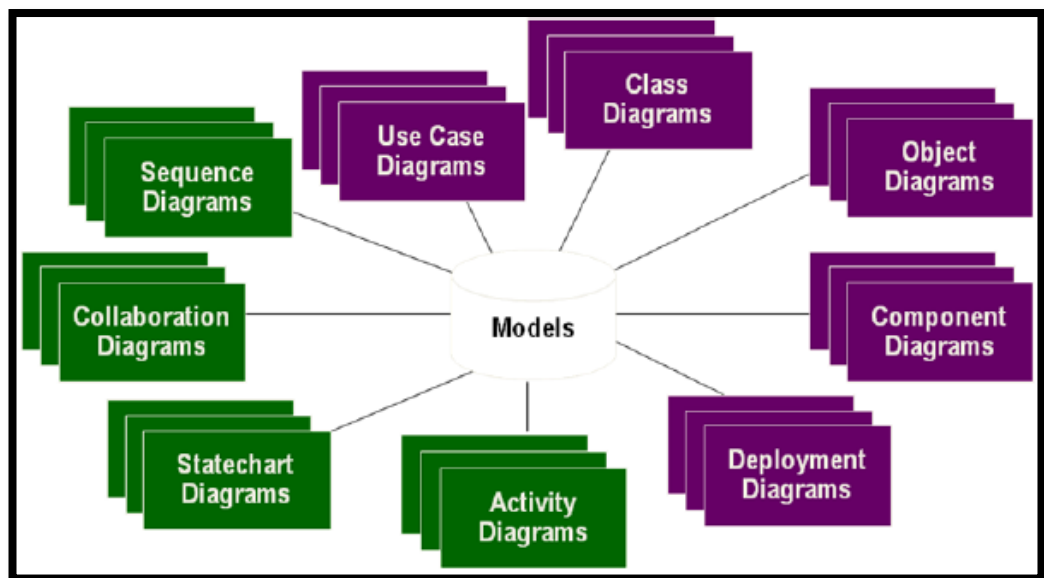 Class
Diagrams
Use Case
Diagrams
Object
Diagrams
Sequence
Diagrams
Collaboration
Diagrams
Models
Component
Diagrams
Statechart
Diagrams
Activity
Diagrams
Deployment
Diagrams